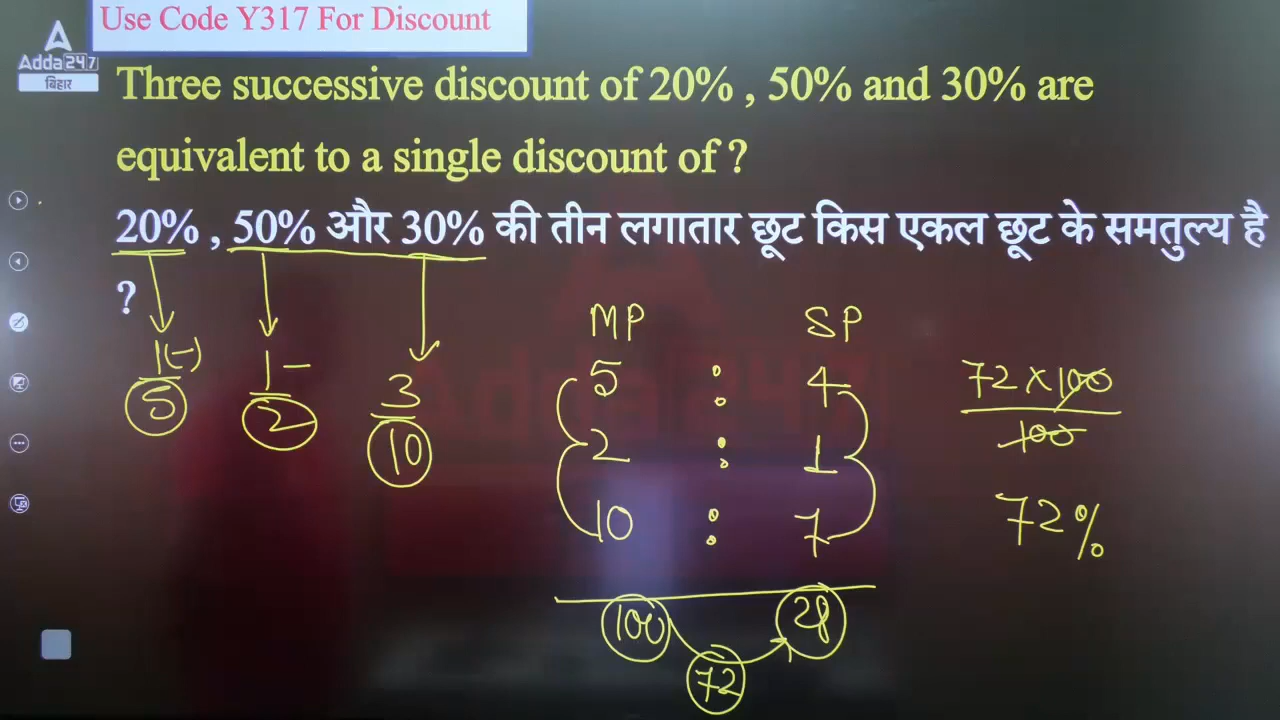 Use Code Y317 For Discount
Adda247
बिहार
Three successive discount of 20% , 50% and 30% are
equivalent to a single discount of ?
20% , 50% और 30% की तीन लगातार छूट किस एकल छूट के समतुल्य है
?
MP SP
1(-)/5 1-/2 3/10
5 : 4
2 : 1
10 : 7
100 28
72
72×100/100
72%